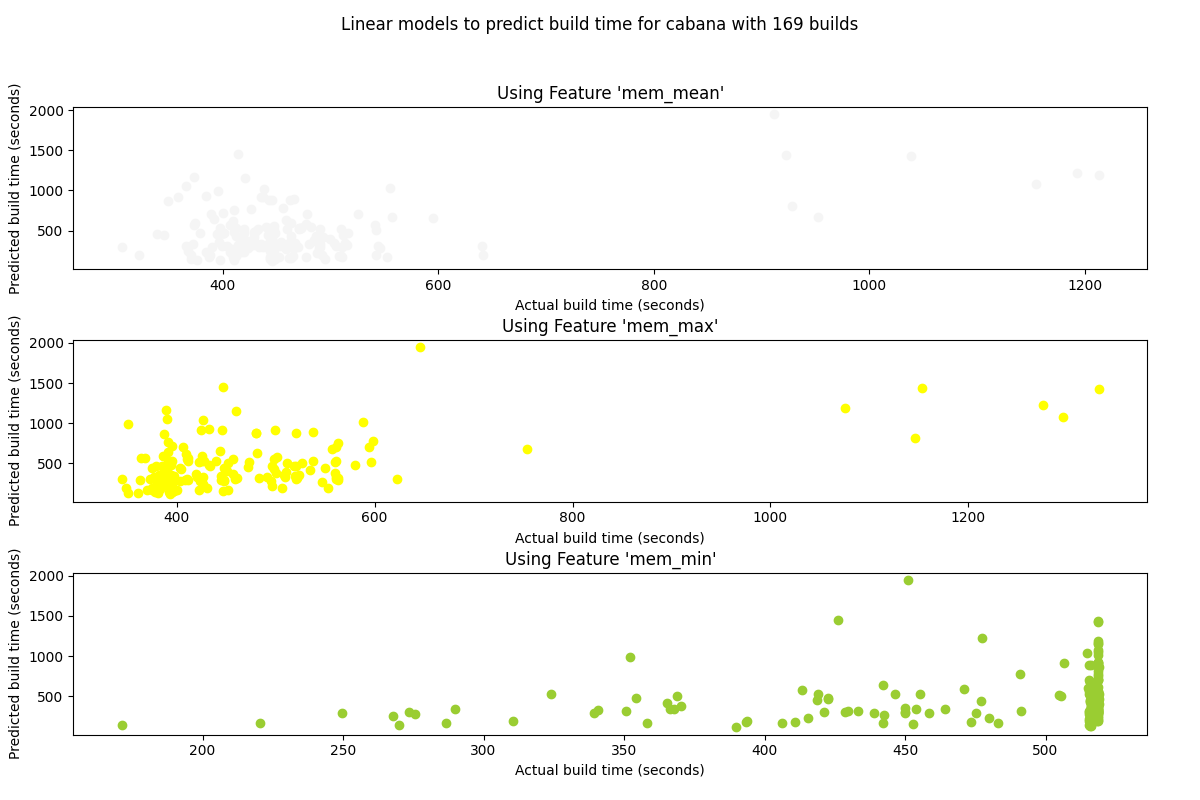 Linear models to predict build time for cabana with 169 builds
Using Feature 'mem_mean'
Predicted build time (seconds)
2000
1500
1000
500
400 600 800 1000 1200
Actual build time (seconds)
Using Feature 'mem_max'
Predicted build time (seconds)
2000
1500
1000
500
400 600 800 1000 1200
Actual build time (seconds)
Using Feature 'mem_min'
Predicted build time (seconds)
2000
1500
1000
500
200 250 300 350 400 450 500
Actual build time (seconds)